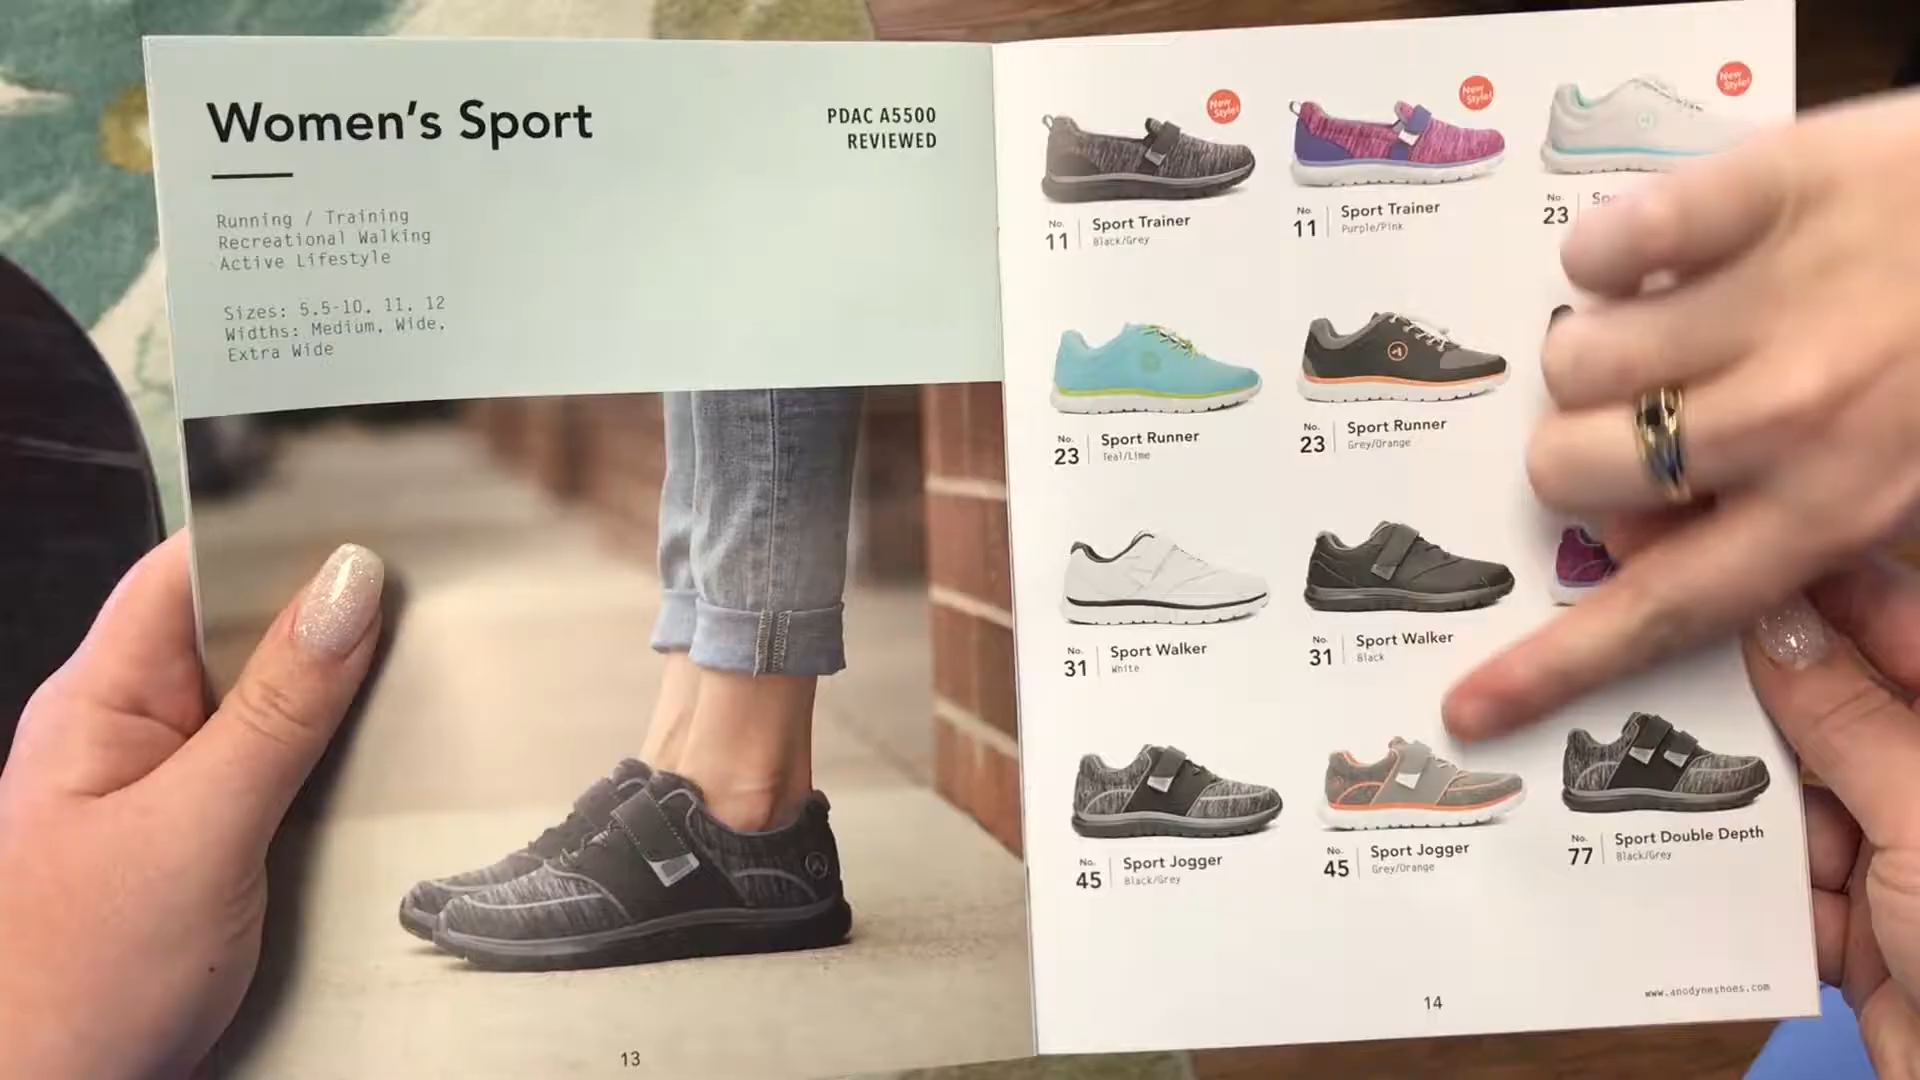 Women's Sport
PDAC A5500
REVIEWED
Running / Training
Recreational Walking
Active Lifestyle
Sizes: 5.5-10, 11, 12
Widths: Medium, Wide,
Extra Wide
13
New
Style!
No.
11
Sport Trainer
Black/Grey
New
Style!
No.
11
Sport Trainer
Purple/Pink
New
Style!
No.
23
No.
23
Sport Runner
Teal/Lime
No.
23
Sport Runner
Grey/Orange
No.
31
Sport Walker
White
No.
31
Sport Walker
Black
No.
45
Sport Jogger
Black/Grey
No.
45
Sport Jogger
Grey/Orange
No.
77
Sport Double Depth
Black/Grey
14
www.anodyneshoes.com